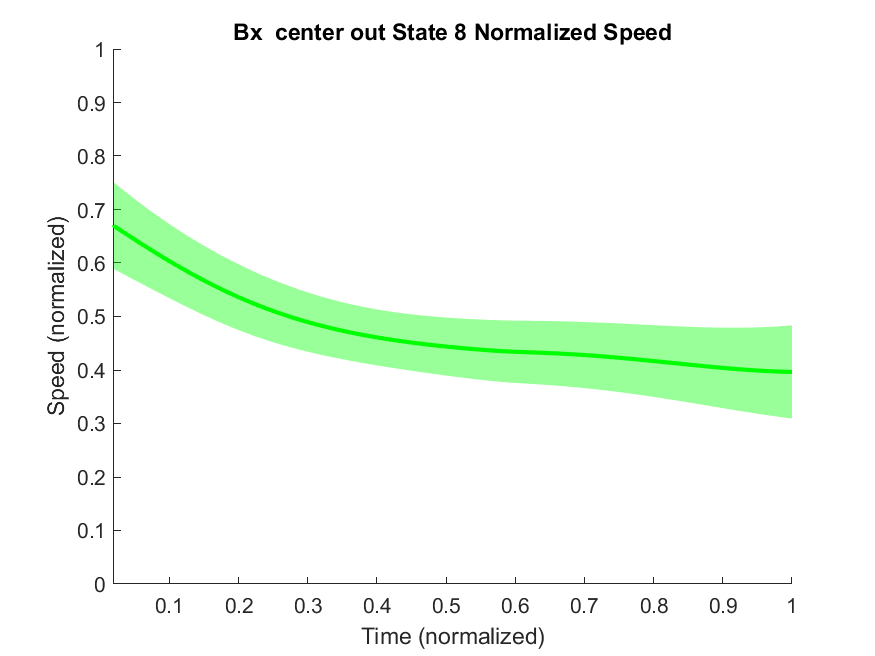 Bx  center out State 8 Normalized Speed
1
0.9
0.8
0.7
0.6
0.5
0.4
0.3
0.2
0.1
0
Speed (normalized)
0.1 0.2 0.3 0.4 0.5 0.6 0.7 0.8 0.9 1
Time (normalized)